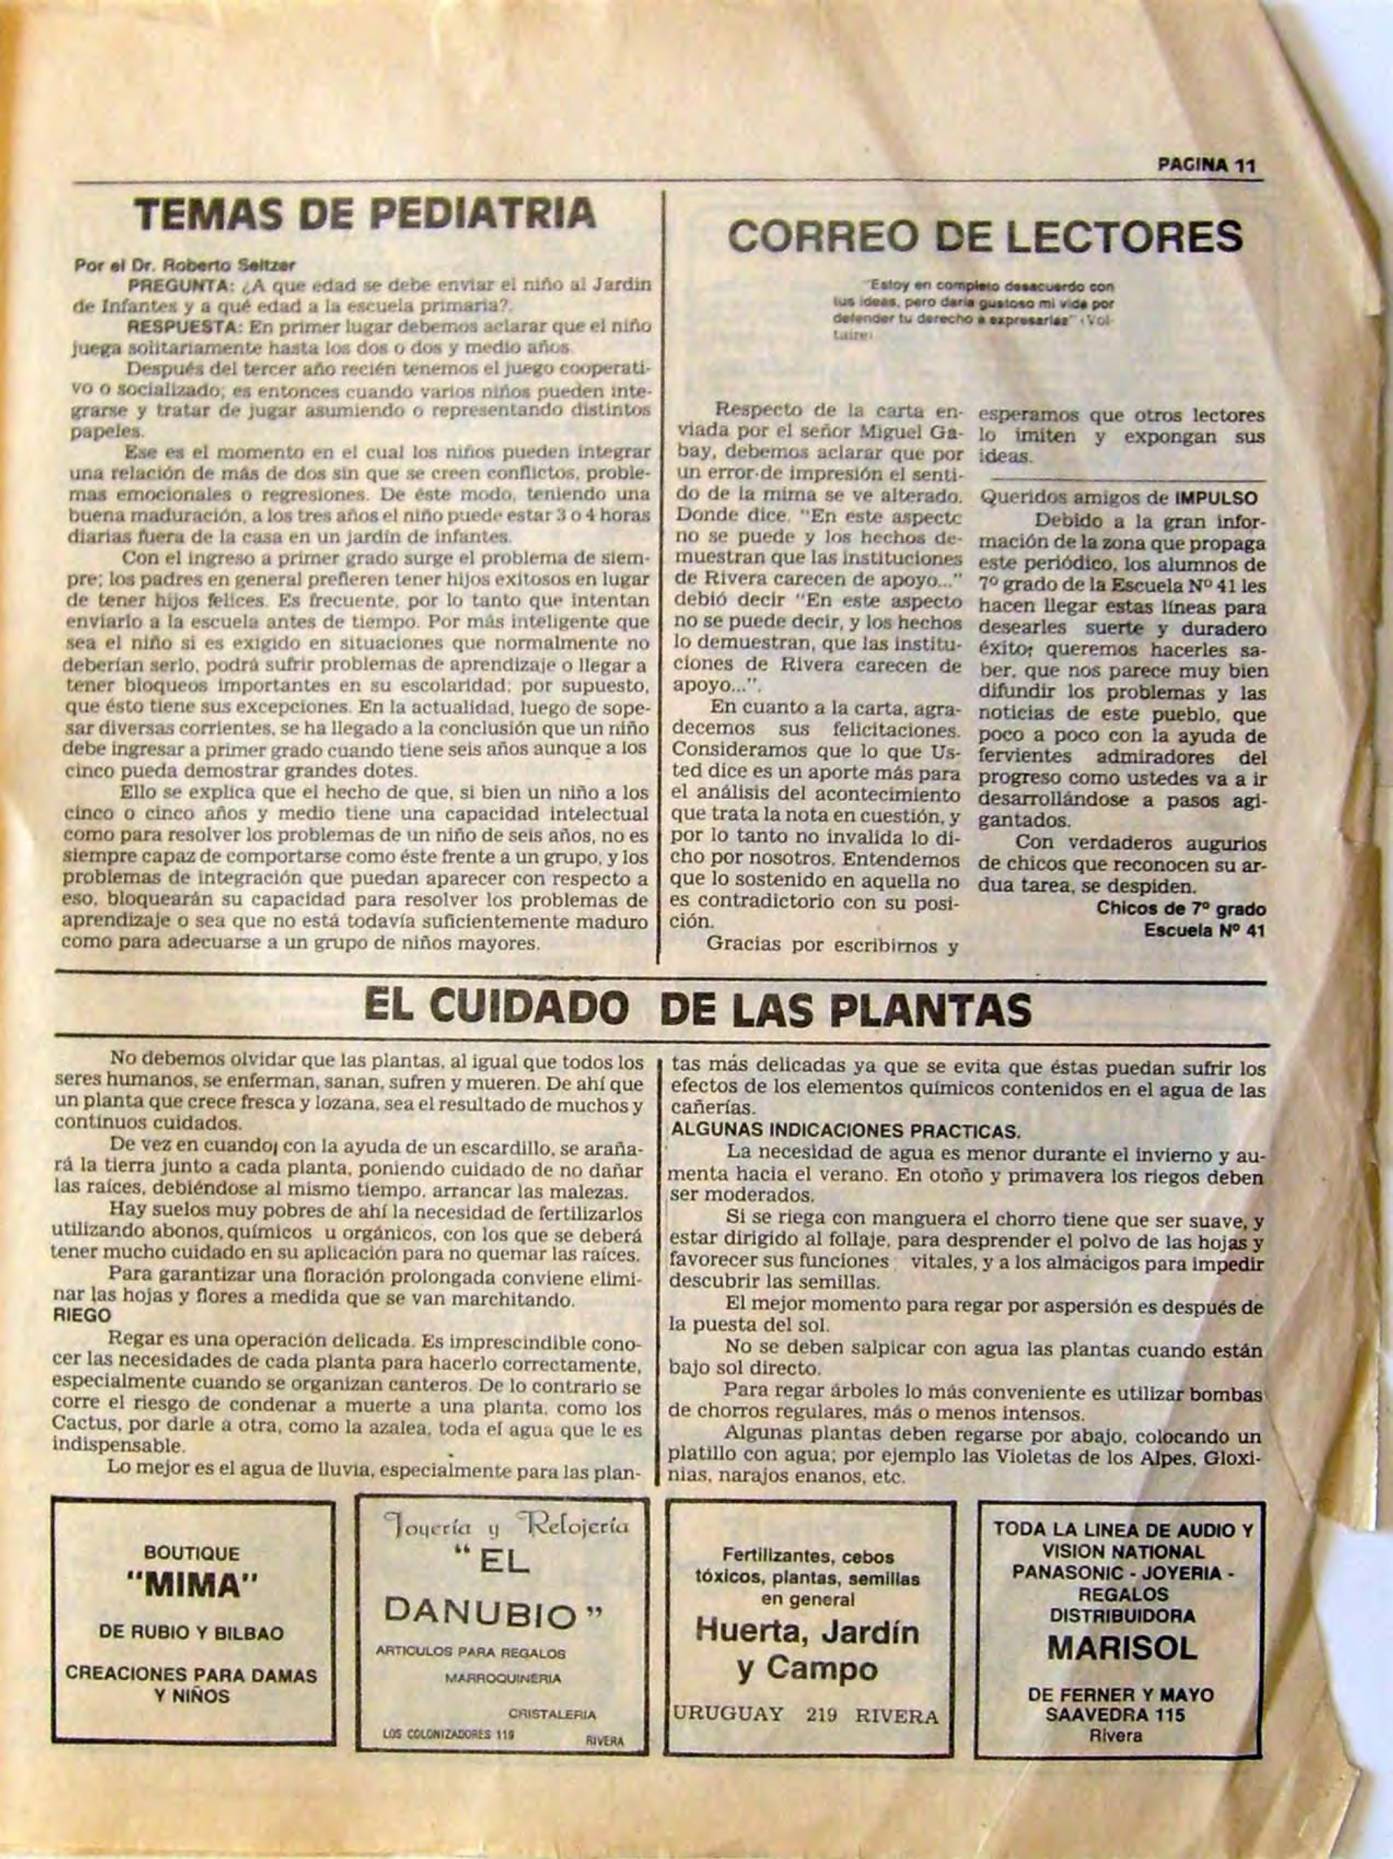 PAGINA 11
TEMAS DE PEDIATRIA
Por el Dr. Roberto Seltzer
PREGUNTA: ¿A que edad se debe enviar el niño al Jardín
de Infantes y a qué edad a la escuela primaria?.
RESPUESTA: En primer lugar debemos aclarar que el niño
juega solitariamente hasta los dos o dos y medio años.
Después del tercer año recién tenemos el juego cooperati-
vo o socializado; es entonces cuando varios niños pueden inte-
grarse y tratar de jugar asumiendo o representando distintos
papeles.
Ese es el momento en el cual los niños pueden integrar
una relación de más de dos sin que se creen conflictos, proble-
mas emocionales o regresiones. De éste modo, teniendo una
buena maduración, a los tres años el niño puede estar 3 o 4 horas
diarias fuera de la casa en un jardín de infantes.
Con el ingreso a primer grado surge el problema de siem-
pre; los padres en general prefieren tener hijos exitosos en lugar
de tener hijos felices. Es frecuente, por lo tanto que intentan
enviarlo a la escuela antes de tiempo. Por más inteligente que
sea el niño si es exigido en situaciones que normalmente no
deberían serlo, podrá sufrir problemas de aprendizaje o llegar a
tener bloqueos importantes en su escolaridad; por supuesto,
que ésto tiene sus excepciones. En la actualidad, luego de sope-
sar diversas corrientes, se ha llegado a la conclusión que un niño
debe ingresar a primer grado cuando tiene seis años aunque a los
cinco pueda demostrar grandes dotes.
Ello se explica que el hecho de que, si bien un niño a los
cinco o cinco años y medio tiene una capacidad intelectual
como para resolver los problemas de un niño de seis años, no es
siempre capaz de comportarse como éste frente a un grupo, y los
problemas de integración que puedan aparecer con respecto a
eso, bloquearán su capacidad para resolver los problemas de
aprendizaje o sea que no está todavía suficientemente maduro
como para adecuarse a un grupo de niños mayores.
CORREO DE LECTORES
"Estoy en completo desacuerdo con
tus ideas, pero daría gustoso mi vida por
defender tu derecho a expresarlas" (Vol-
taire)
Respecto de la carta en-
viada por el señor Miguel Ga-
bay, debemos aclarar que por
un error de impresión el senti-
do de la mima se ve alterado.
Donde dice. "En este aspecto
no se puede y los hechos de-
muestran que las instituciones
de Rivera carecen de apoyo..."
debió decir "En este aspecto
no se puede decir, y los hechos
lo demuestran, que las institu-
ciones de Rivera carecen de
apoyo...".
En cuanto a la carta, agra-
decemos sus felicitaciones.
Consideramos que lo que Us-
ted dice es un aporte más para
el análisis del acontecimiento
que trata la nota en cuestión, y
por lo tanto no invalida lo di-
cho por nosotros. Entendemos
que lo sostenido en aquella no
es contradictorio con su posi-
ción.
Gracias por escribirnos y
esperamos que otros lectores
lo imiten y expongan sus
ideas.
Queridos amigos de IMPULSO
Debido a la gran infor-
mación de la zona que propaga
este periódico, los alumnos de
7º grado de la Escuela Nº 41 les
hacen llegar estas líneas para
desearles suerte y duradero
éxito; queremos hacerles sa-
ber, que nos parece muy bien
difundir los problemas y las
noticias de este pueblo, que
poco a poco con la ayuda de
fervientes admiradores del
progreso como ustedes va a ir
desarrollándose a pasos agi-
gantados.
Con verdaderos augurios
de chicos que reconocen su ar-
dua tarea, se despiden.
Chicos de 7º grado
Escuela Nº 41
EL CUIDADO DE LAS PLANTAS
No debemos olvidar que las plantas, al igual que todos los
seres humanos, se enferman, sanan, sufren y mueren. De ahí que
un planta que crece fresca y lozana, sea el resultado de muchos y
continuos cuidados.
De vez en cuando, con la ayuda de un escardillo, se araña-
rá la tierra junto a cada planta, poniendo cuidado de no dañar
las raíces, debiéndose al mismo tiempo, arrancar las malezas.
Hay suelos muy pobres de ahí la necesidad de fertilizarlos
utilizando abonos, químicos u orgánicos, con los que se deberá
tener mucho cuidado en su aplicación para no quemar las raíces.
Para garantizar una floración prolongada conviene elimi-
nar las hojas y flores a medida que se van marchitando.
RIEGO
Regar es una operación delicada. Es imprescindible cono-
cer las necesidades de cada planta para hacerlo correctamente,
especialmente cuando se organizan canteros. De lo contrario se
corre el riesgo de condenar a muerte a una planta, como los
Cactus, por darle a otra, como la azalea, toda el agua que le es
indispensable.
Lo mejor es el agua de lluvia, especialmente para las plan-
tas más delicadas ya que se evita que éstas puedan sufrir los
efectos de los elementos químicos contenidos en el agua de las
cañerías.
ALGUNAS INDICACIONES PRACTICAS.
La necesidad de agua es menor durante el invierno y au-
menta hacia el verano. En otoño y primavera los riegos deben
ser moderados.
Si se riega con manguera el chorro tiene que ser suave, y
estar dirigido al follaje, para desprender el polvo de las hojas y
favorecer sus funciones vitales, y a los almácigos para impedir
descubrir las semillas.
El mejor momento para regar por aspersión es después de
la puesta del sol.
No se deben salpicar con agua las plantas cuando están
bajo sol directo.
Para regar árboles lo más conveniente es utilizar bombas
de chorros regulares, más o menos intensos.
Algunas plantas deben regarse por abajo, colocando un
platillo con agua; por ejemplo las Violetas de los Alpes, Gloxi-
nias, narajos enanos, etc.
BOUTIQUE
"MIMA"
DE RUBIO Y BILBAO
CREACIONES PARA DAMAS
Y NIÑOS
Joyería y Relojería
"EL
DANUBIO"
ARTICULOS PARA REGALOS
MARROQUINERIA
CRISTALERIA
LOS COLONIZADORES 119
RIVERA
Fertilizantes, cebos
tóxicos, plantas, semillas
en general
Huerta, Jardín
y Campo
URUGUAY 219 RIVERA
TODA LA LINEA DE AUDIO Y
VISION NATIONAL
PANASONIC - JOYERIA -
REGALOS
DISTRIBUIDORA
MARISOL
DE FERNER Y MAYO
SAAVEDRA 115
Rivera